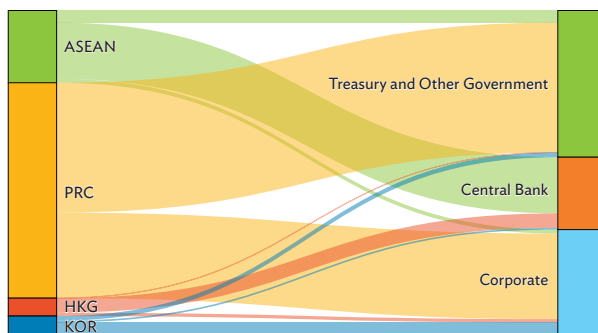 ASEAN
Treasury and Other Government
PRC
Central Bank
Corporate
HKG
KOR